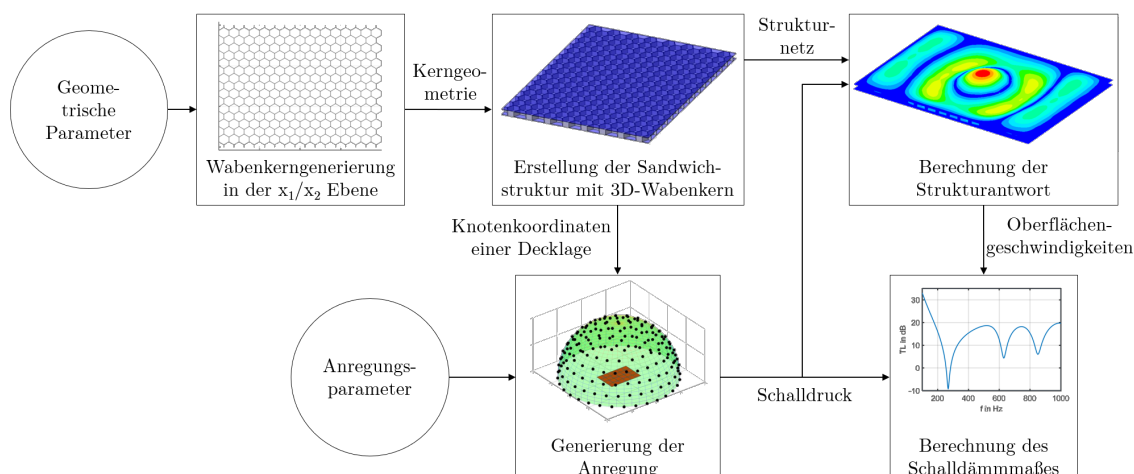 Geome-
trische
Parameter
Wabenkerngenerierung
in der x₁/x₂ Ebene
Kerngeo-
metrie
Erstellung der Sandwich-
struktur mit 3D-Wabenkern
Struktur-
netz
Berechnung der
Strukturantwort
Knotenkoordinaten
einer Decklage
Oberflächen-
geschwindigkeiten
Anregungs-
parameter
Generierung der
Anregung
Schalldruck
TL in dB
30
20
10
0
-10
200 400 600 800 1000
f in Hz
Berechnung des
Schalldämmmaßes